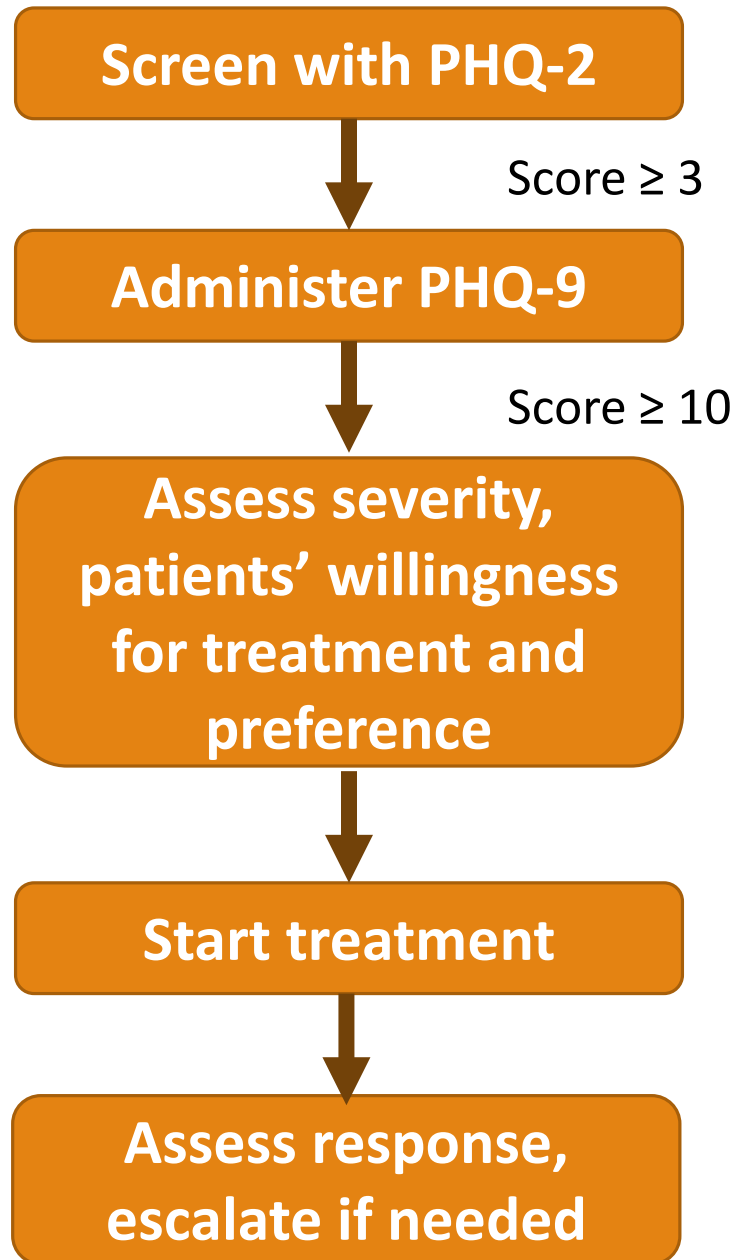 Screen with PHQ-2
Score ≥ 3
Administer PHQ-9
Score ≥ 10
Assess severity,
patients’ willingness
for treatment and
preference
Start treatment
Assess response,
escalate if needed